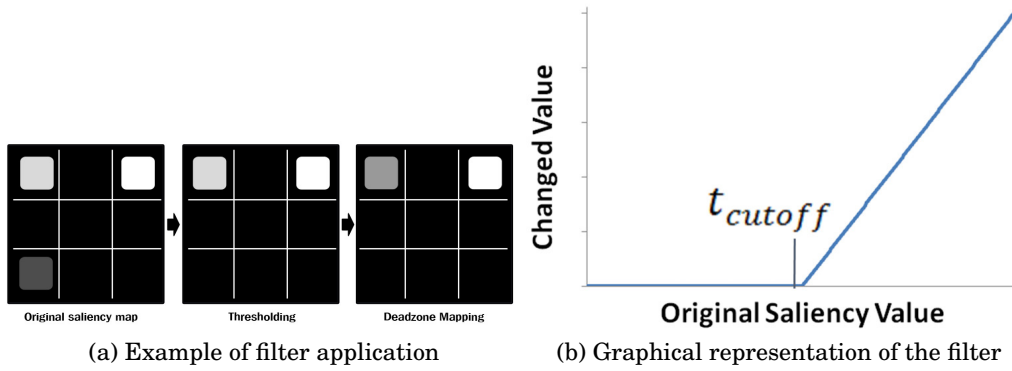 Original saliency map
Thresholding
Deadzone Mapping
(a) Example of filter application
Changed Value
t_cutoff
Original Saliency Value
(b) Graphical representation of the filter